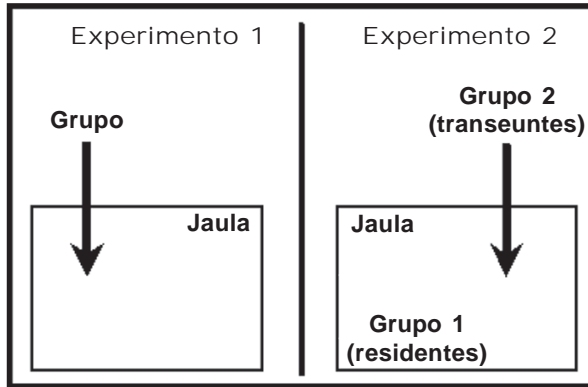 Experimento 1
Grupo
Jaula
Experimento 2
Grupo 2
(transeuntes)
Jaula
Grupo 1
(residentes)